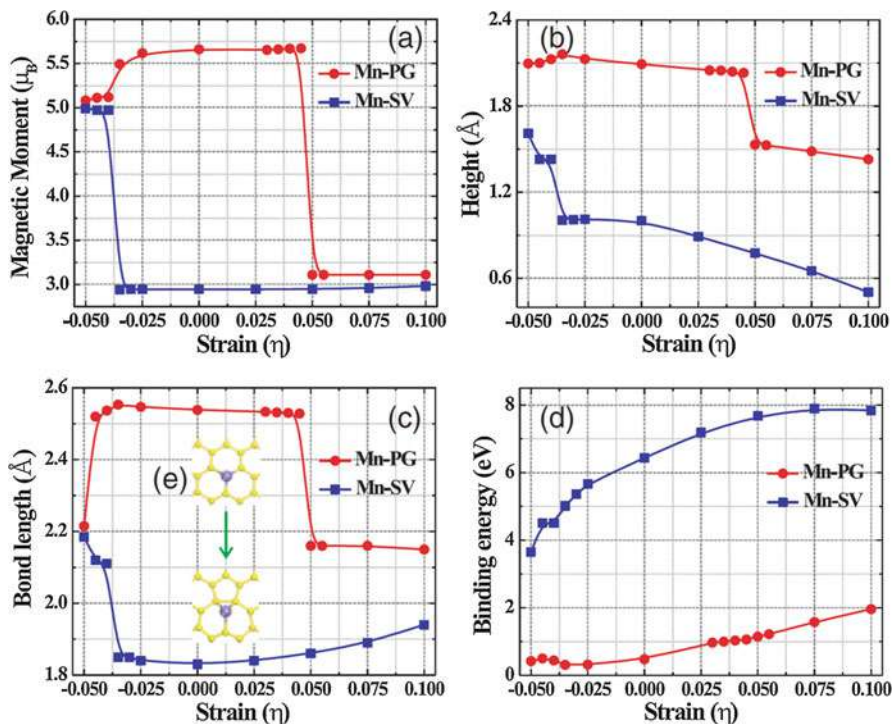 6.0
5.5
5.0
4.5
4.0
3.5
3.0
Magnetic Moment (μB)
(a)
Mn-PG
Mn-SV
-0.050 -0.025 0.000 0.025 0.050 0.075 0.100
Strain (η)
2.4
1.8
1.2
0.6
Height (Å)
(b)
Mn-PG
Mn-SV
-0.050 -0.025 0.000 0.025 0.050 0.075 0.100
Strain (η)
2.6
2.4
2.2
2.0
1.8
Bond length (Å)
(c)
(e)
Mn-PG
Mn-SV
-0.050 -0.025 0.000 0.025 0.050 0.075 0.100
Strain (η)
8
6
4
2
0
Binding energy (eV)
(d)
Mn-PG
Mn-SV
-0.050 -0.025 0.000 0.025 0.050 0.075 0.100
Strain (η)